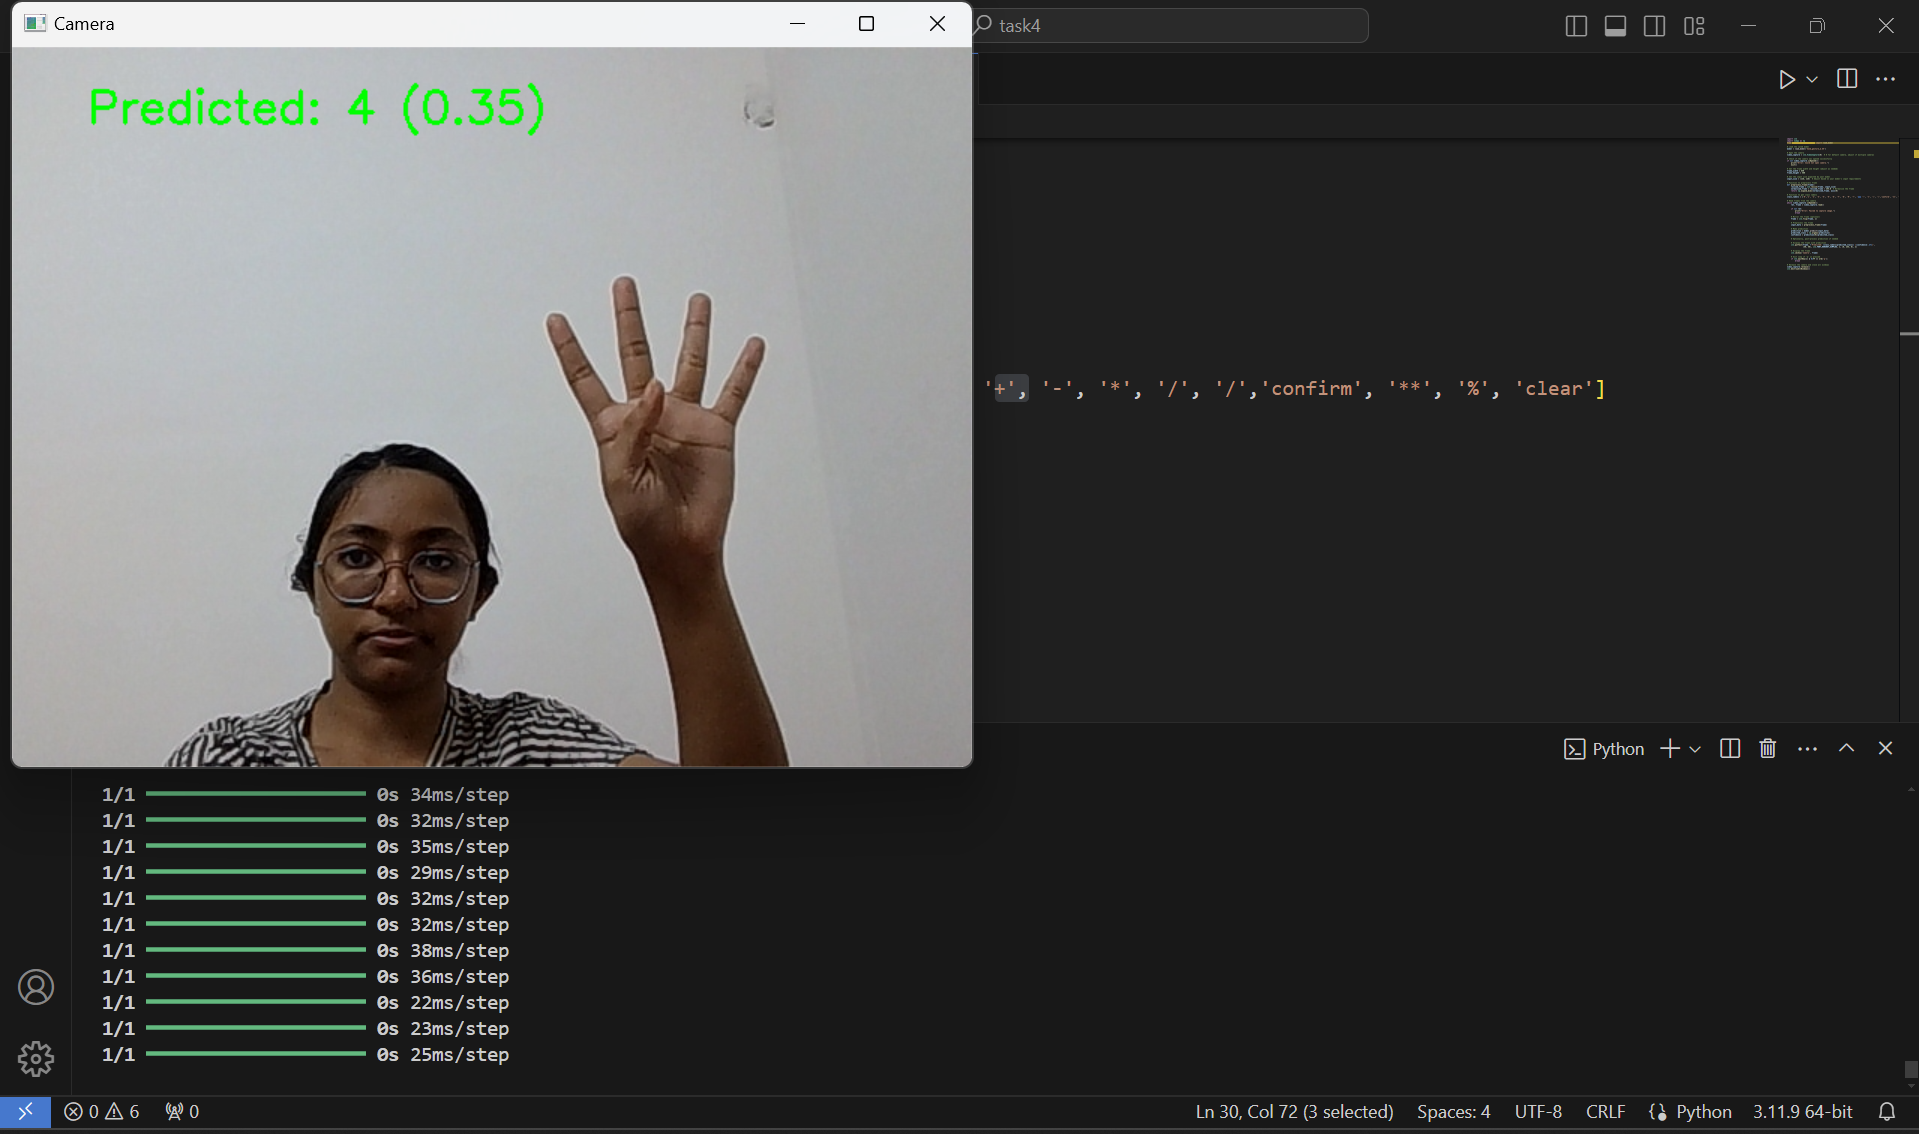 Camera
task4
Predicted: 4 (0.35)
'+', '-', '*', '/', '/','confirm', '**', '%', 'clear']
Python
1/1 0s 34ms/step
1/1 0s 32ms/step
1/1 0s 35ms/step
1/1 0s 29ms/step
1/1 0s 32ms/step
1/1 0s 32ms/step
1/1 0s 38ms/step
1/1 0s 36ms/step
1/1 0s 22ms/step
1/1 0s 23ms/step
1/1 0s 25ms/step
0 6 0 Ln 30, Col 72 (3 selected) Spaces: 4 UTF-8 CRLF Python 3.11.9 64-bit